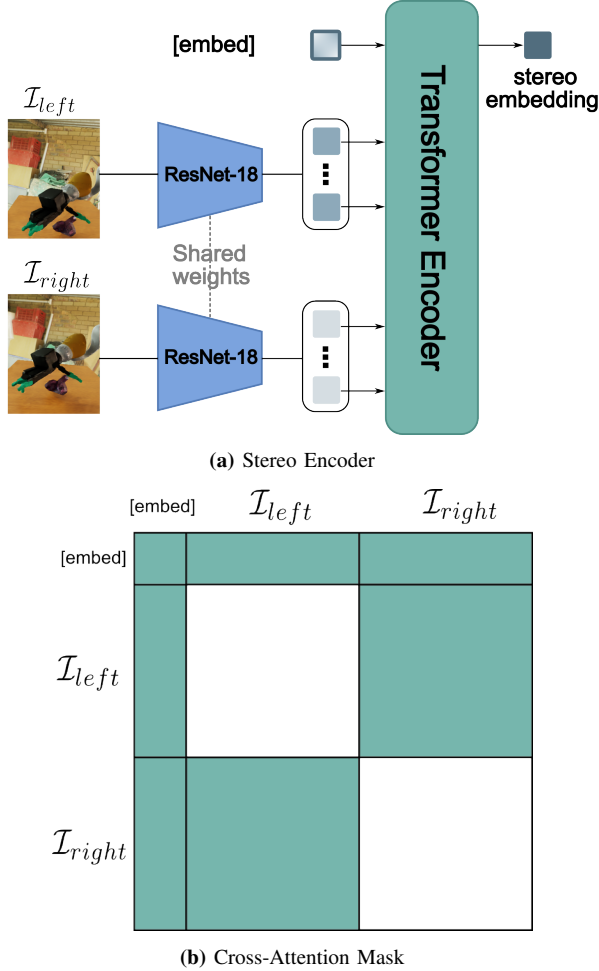 [embed]
stereo
embedding
Transformer Encoder
I_left
ResNet-18
Shared
weights
I_right
ResNet-18
(a) Stereo Encoder
[embed] I_left I_right
[embed]
I_left
I_right
(b) Cross-Attention Mask